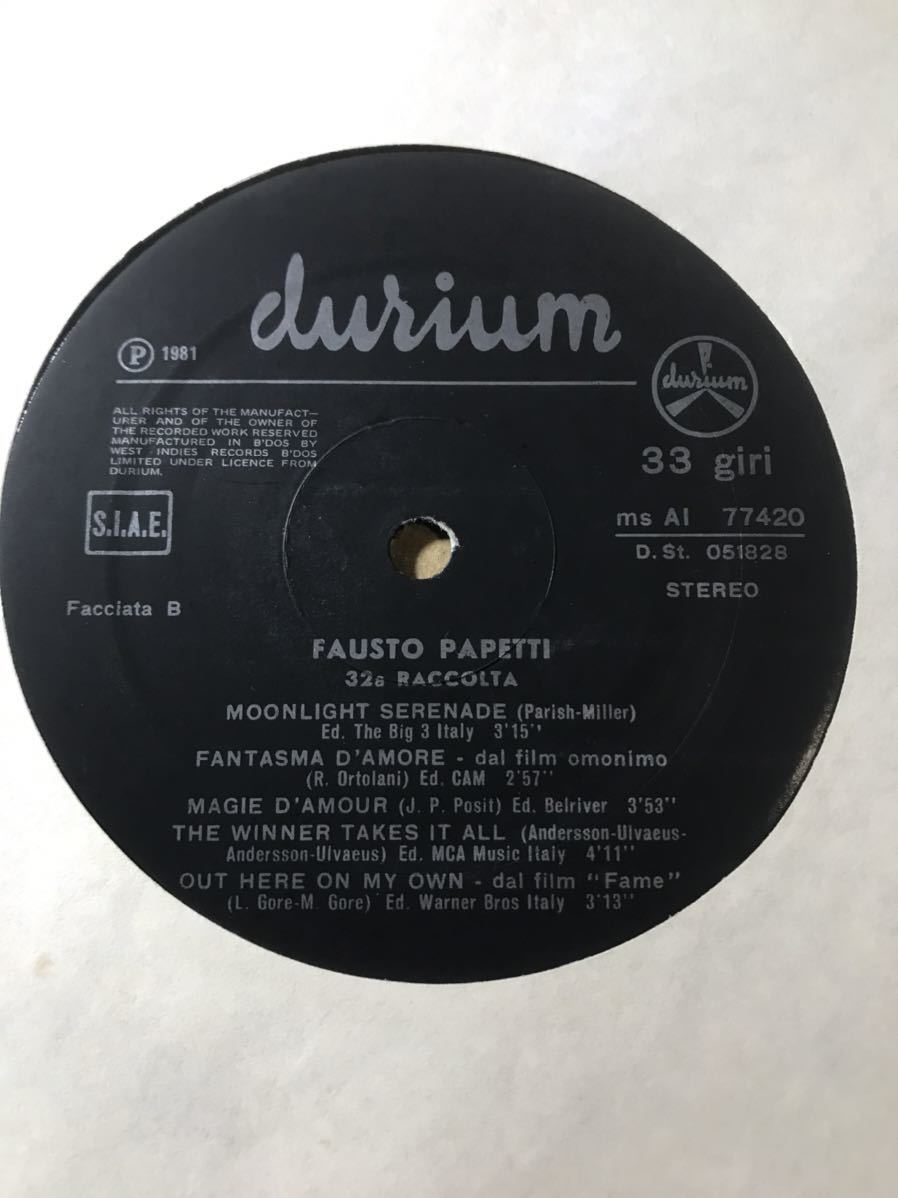 durium
℗ 1981
durium
ALL RIGHTS OF THE MANUFACT-
URER AND OF THE OWNER OF
THE RECORDED WORK RESERVED
MANUFACTURED IN B'DOS BY
WEST INDIES RECORDS B'DOS
LIMITED UNDER LICENCE FROM
DURIUM.
33 giri
S.I.A.E.
ms AI 77420
D. St. 051828
STEREO
Facciata B
FAUSTO PAPETTI
32a RACCOLTA
MOONLIGHT SERENADE (Parish-Miller)
Ed. The Big 3 Italy 3'15''
FANTASMA D'AMORE - dal film omonimo
(R. Ortolani) Ed. CAM 2'57''
MAGIE D'AMOUR (J. P. Posit) Ed. Belriver 3'53''
THE WINNER TAKES IT ALL (Andersson-Ulvaeus-
Andersson-Ulvaeus) Ed. MCA Music Italy 4'11''
OUT HERE ON MY OWN - dal film "Fame"
(L. Gore-M. Gore) Ed. Warner Bros Italy 3'13''